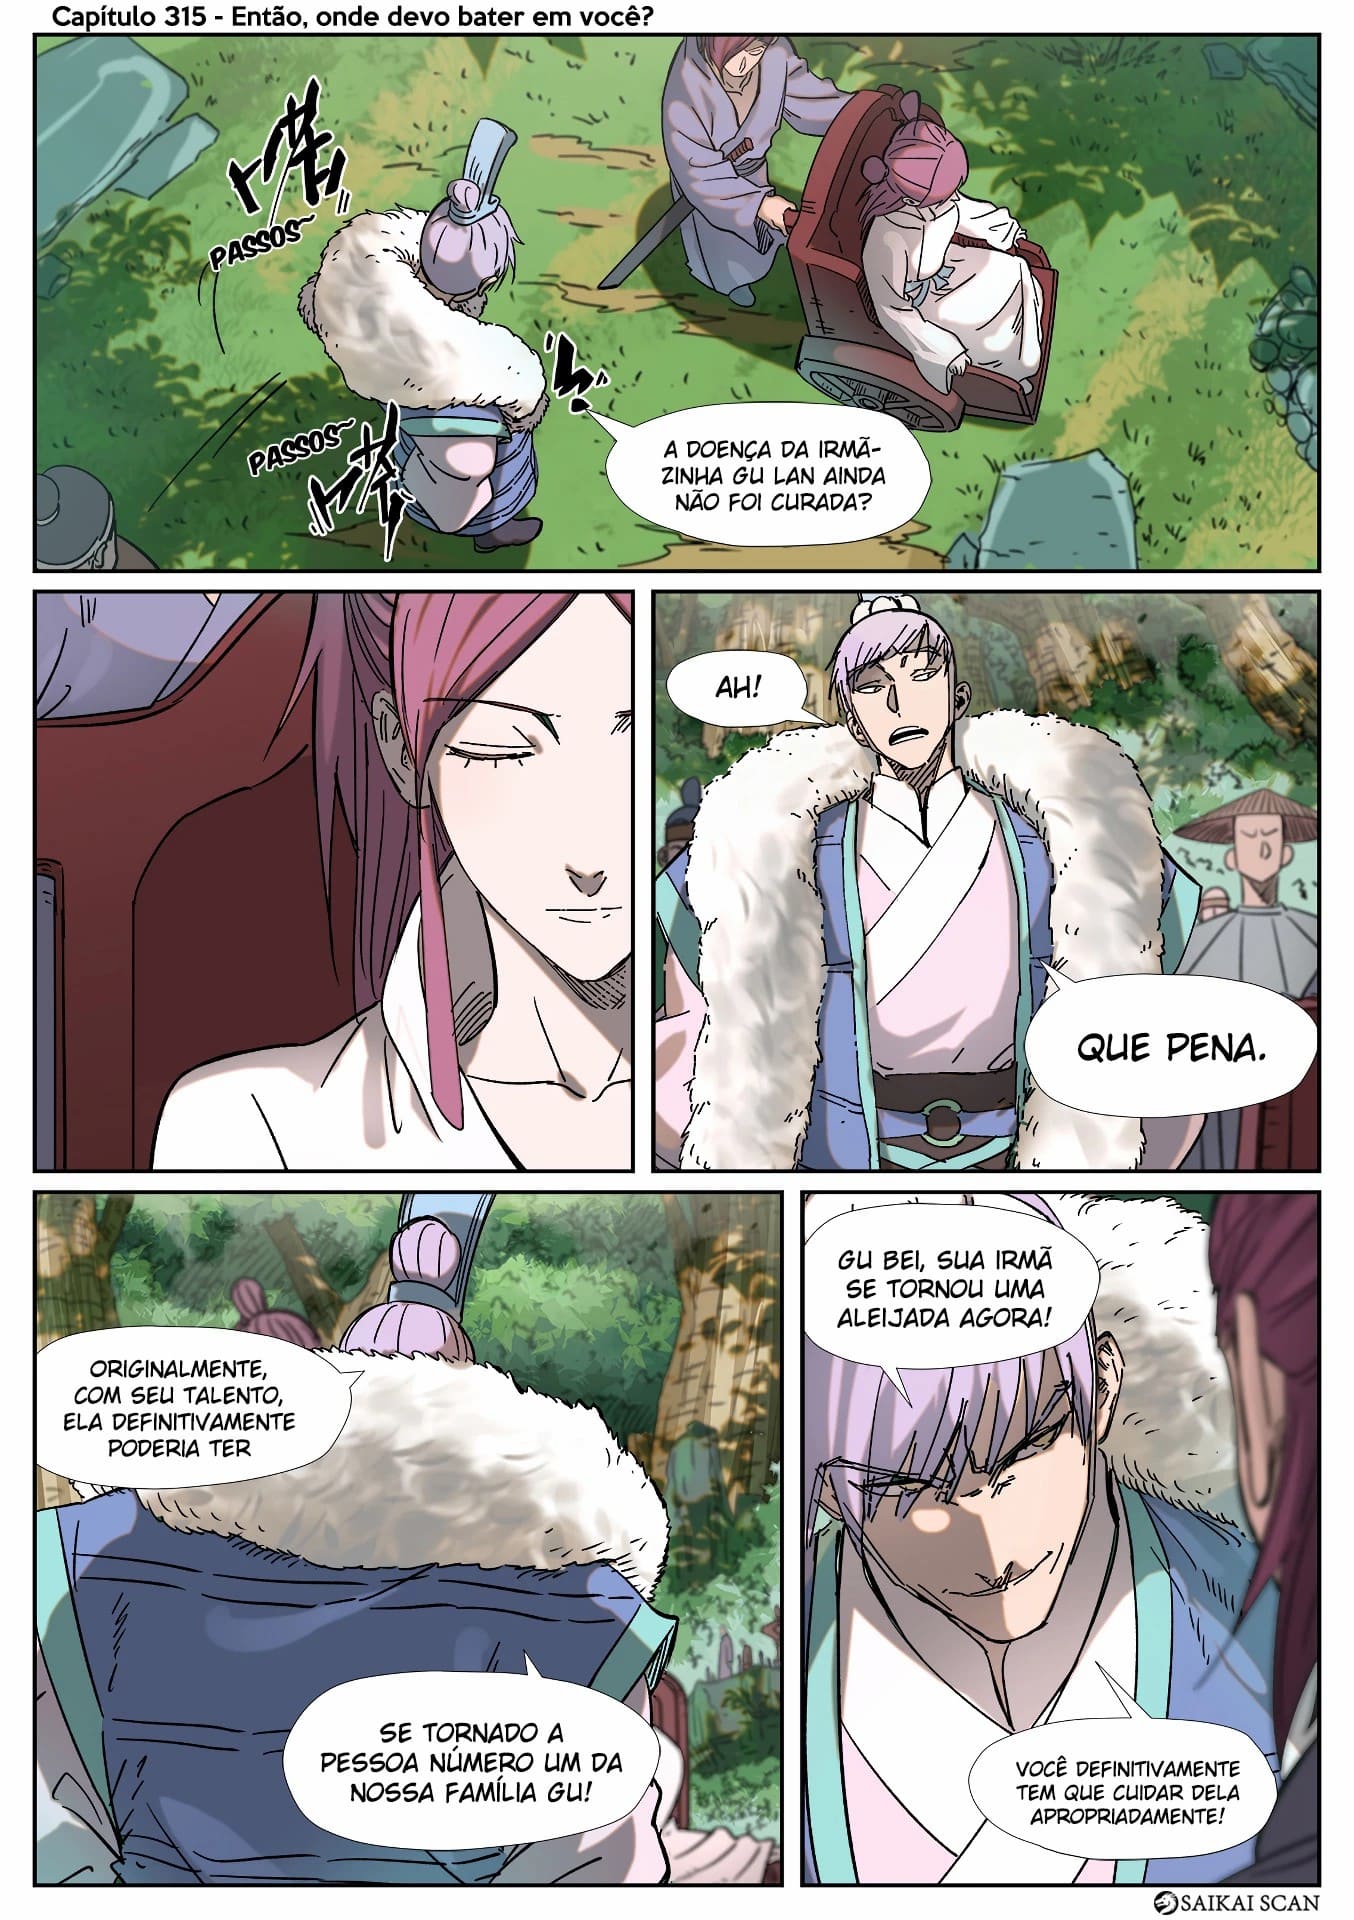 Capítulo 315 - Então, onde devo bater em você?
PASSOS~
PASSOS~
A DOENÇA DA IRMÃ-
ZINHA GU LAN AINDA
NÃO FOI CURADA?
AH!
QUE PENA.
ORIGINALMENTE,
COM SEU TALENTO,
ELA DEFINITIVAMENTE
PODERIA TER
SE TORNADO A
PESSOA NÚMERO UM DA
NOSSA FAMÍLIA GU!
GU BEI, SUA IRMÃ
SE TORNOU UMA
ALEIJADA AGORA!
VOCÊ DEFINITIVAMENTE
TEM QUE CUIDAR DELA
APROPRIADAMENTE!
SAIKAI SCAN